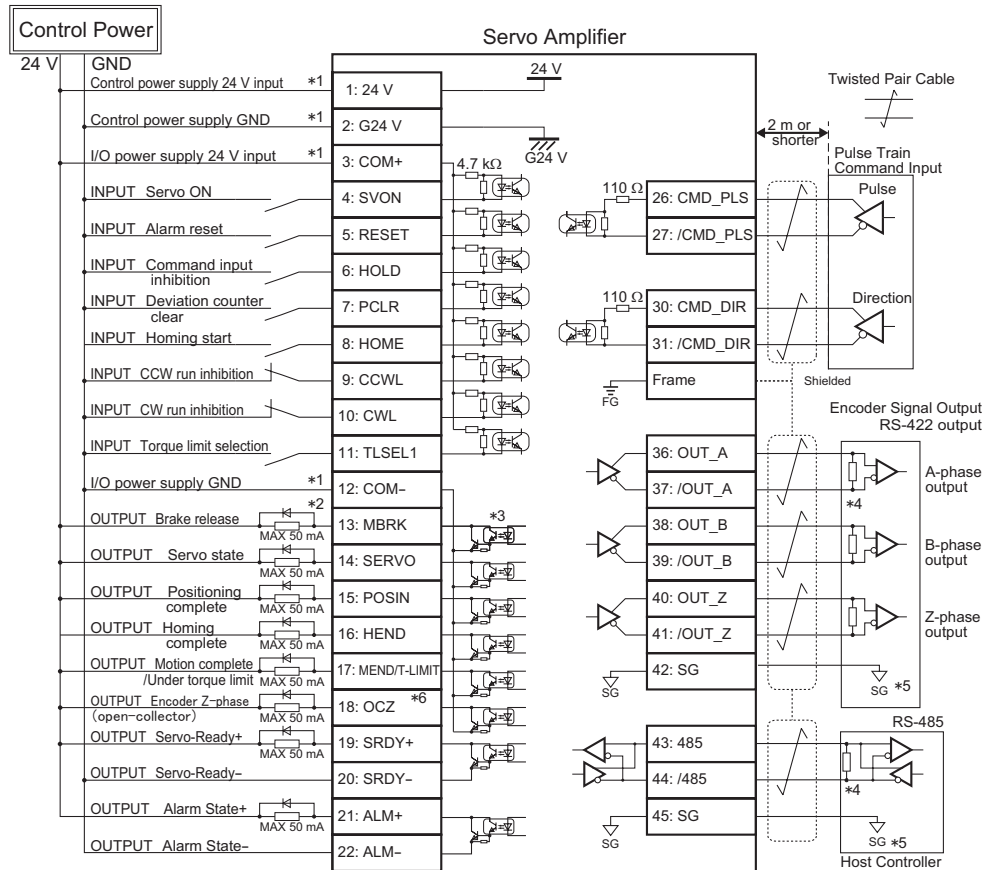 Control Power
24 V
GND
Servo Amplifier
Control power supply 24 V input *1
1: 24 V
24 V
Control power supply GND *1
2: G24 V
G24 V
I/O power supply 24 V input *1
3: COM+
4.7 kΩ
INPUT Servo ON
4: SVON
INPUT Alarm reset
5: RESET
INPUT Command input
inhibition
6: HOLD
INPUT Deviation counter
clear
7: PCLR
INPUT Homing start
8: HOME
INPUT CCW run inhibition
9: CCWL
INPUT CW run inhibition
10: CWL
INPUT Torque limit selection
11: TLSEL1
I/O power supply GND *1
12: COM−
OUTPUT Brake release
*2
MAX 50 mA
13: MBRK
*3
OUTPUT Servo state
MAX 50 mA
14: SERVO
OUTPUT Positioning
complete
MAX 50 mA
15: POSIN
OUTPUT Homing
complete
MAX 50 mA
16: HEND
OUTPUT Motion complete
/Under torque limit
MAX 50 mA
17: MEND/T-LIMIT
OUTPUT Encoder Z-phase
(open-collector)
MAX 50 mA
*6
18: OCZ
OUTPUT Servo-Ready+
MAX 50 mA
19: SRDY+
OUTPUT Servo-Ready−
20: SRDY−
OUTPUT Alarm State+
MAX 50 mA
21: ALM+
OUTPUT Alarm State−
22: ALM−
Twisted Pair Cable
2 m or
shorter
Pulse Train
Command Input
110 Ω
26: CMD_PLS
27: /CMD_PLS
Pulse
110 Ω
30: CMD_DIR
31: /CMD_DIR
Direction
FG
Frame
Shielded
Encoder Signal Output
RS-422 output
36: OUT_A
37: /OUT_A
*4
A-phase
output
38: OUT_B
39: /OUT_B
B-phase
output
40: OUT_Z
41: /OUT_Z
Z-phase
output
SG
42: SG
SG *5
RS-485
43: 485
44: /485
*4
SG
45: SG
SG *5
Host Controller